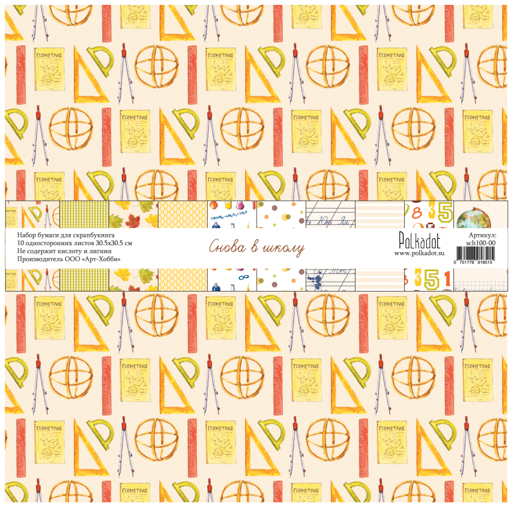 ГЕОМЕТРИЯ
Набор бумаги для скрапбукинга
10 односторонних листов 30.5х30.5 см
Не содержит кислоту и лигнин
Производитель ООО «Арт-Хобби»
Снова в школу
Polkadot
www.polkadot.su
Артикул:
sch100-00